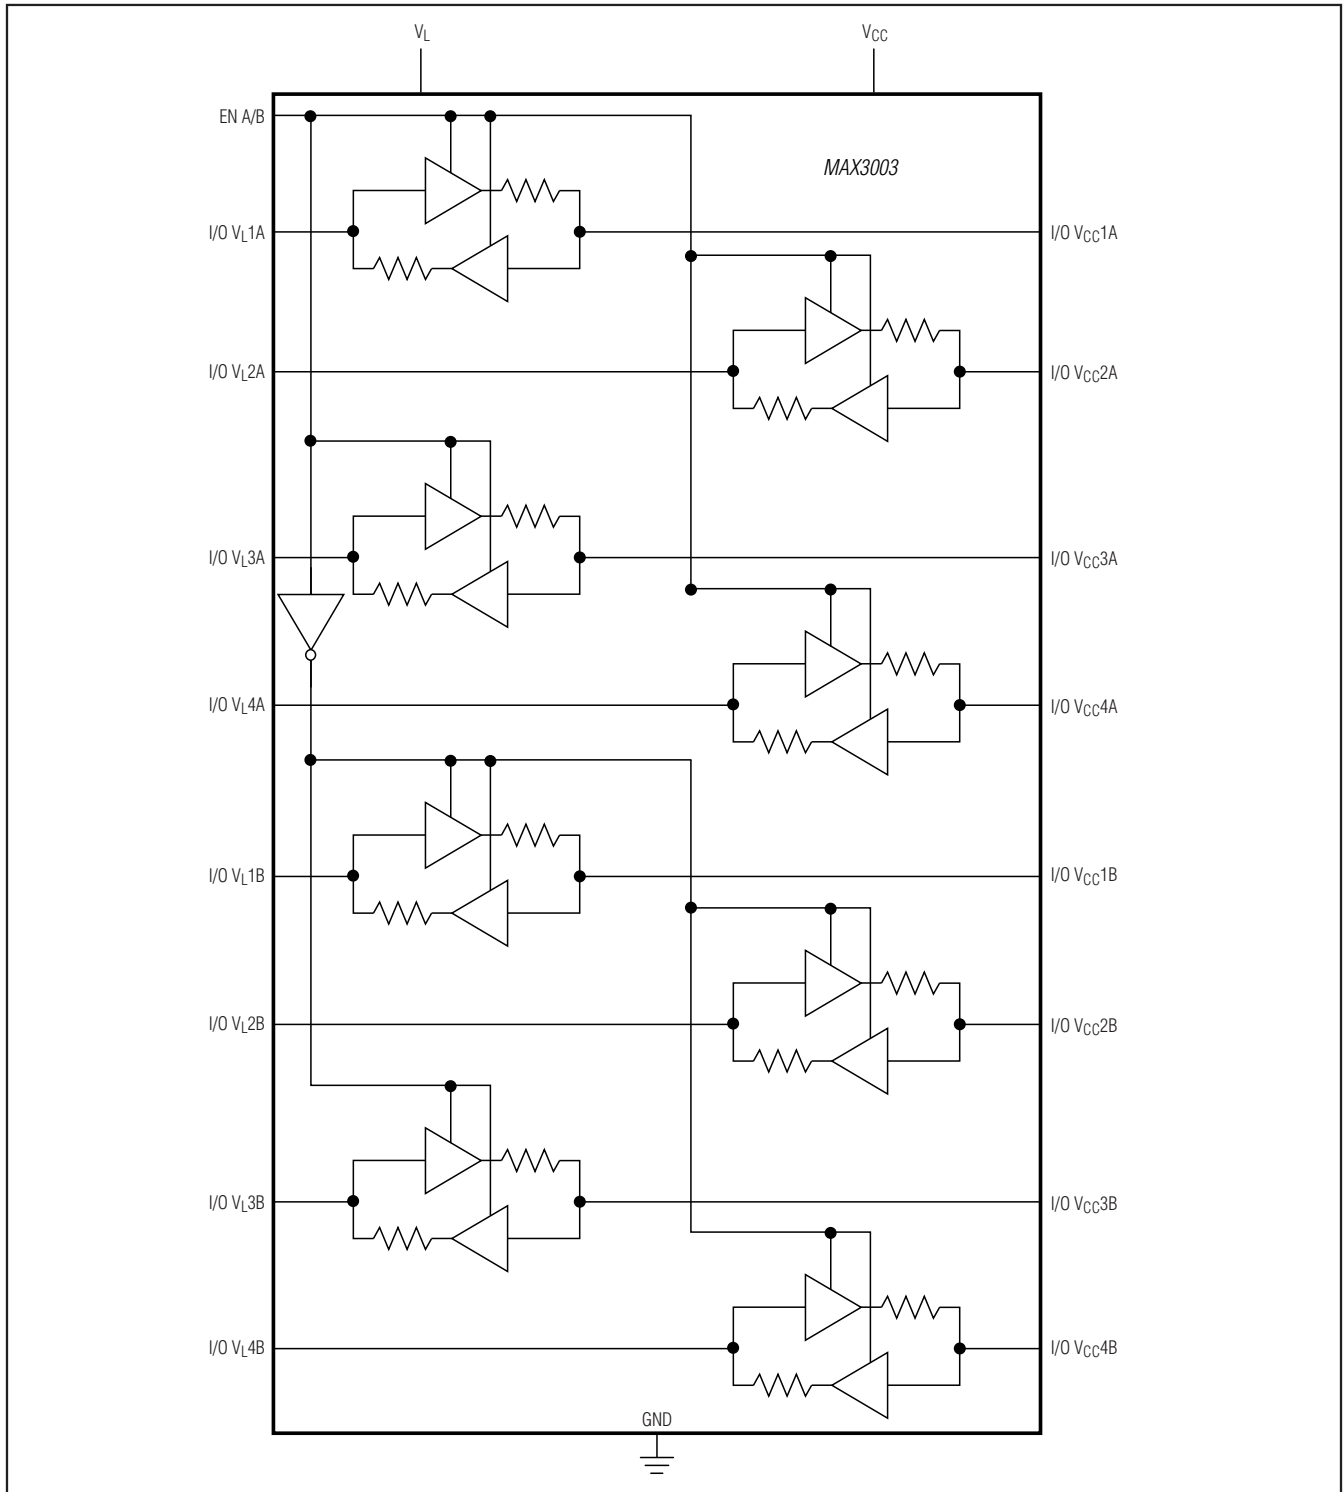 VL
VCC
EN A/B
MAX3003
I/O VL1A
I/O VCC1A
I/O VL2A
I/O VCC2A
I/O VL3A
I/O VCC3A
I/O VL4A
I/O VCC4A
I/O VL1B
I/O VCC1B
I/O VL2B
I/O VCC2B
I/O VL3B
I/O VCC3B
I/O VL4B
I/O VCC4B
GND